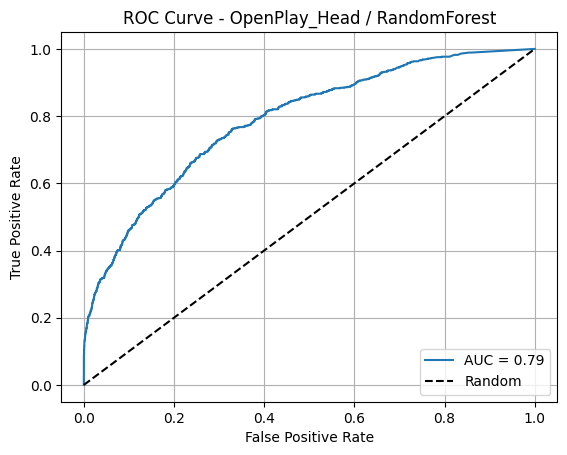 ROC Curve - OpenPlay_Head / RandomForest
True Positive Rate
1.0
0.8
0.6
0.4
0.2
0.0
AUC = 0.79
Random
0.0 0.2 0.4 0.6 0.8 1.0
False Positive Rate